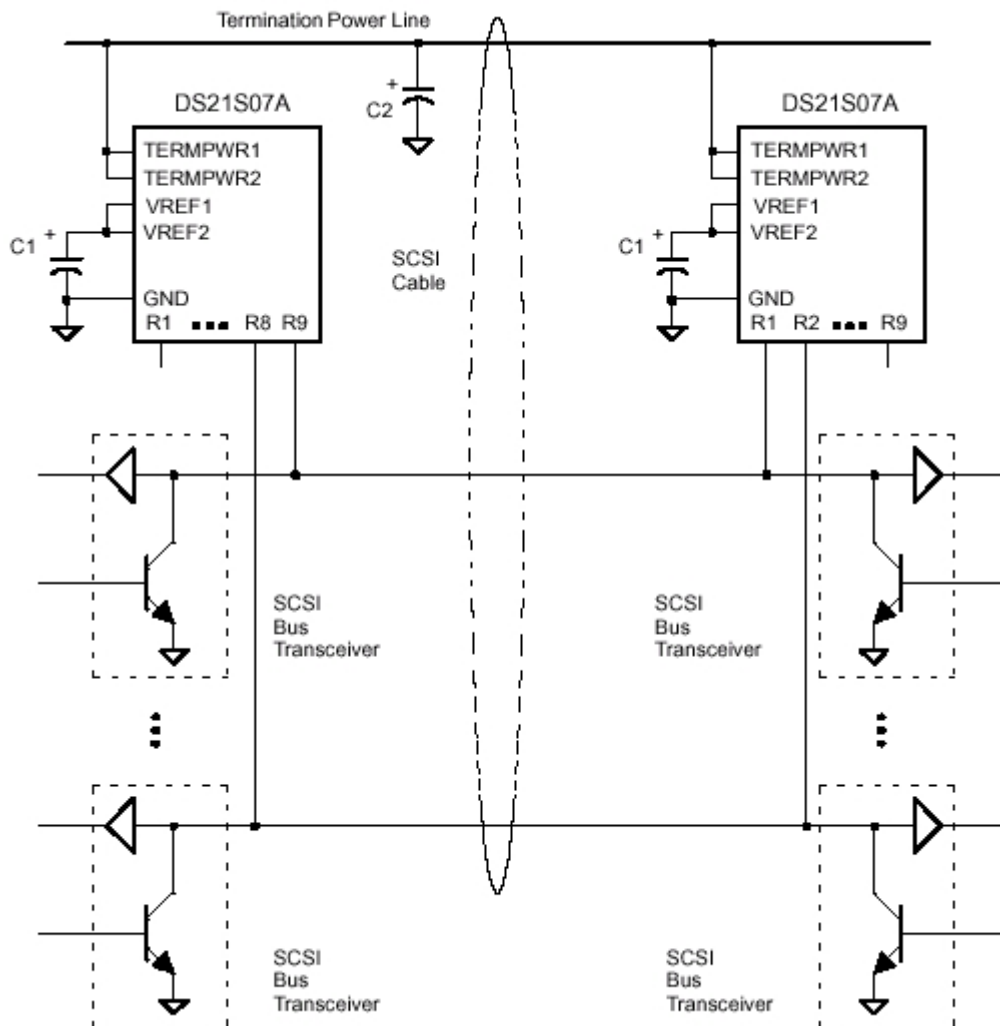 Termination Power Line
DS21S07A
TERMPWR1
TERMPWR2
VREF1
VREF2
GND
R1 ... R8 R9
+
C1
+
C2
SCSI
Cable
DS21S07A
TERMPWR1
TERMPWR2
VREF1
VREF2
GND
R1 R2 ... R9
+
C1
SCSI
Bus
Transceiver
SCSI
Bus
Transceiver
SCSI
Bus
Transceiver
SCSI
Bus
Transceiver